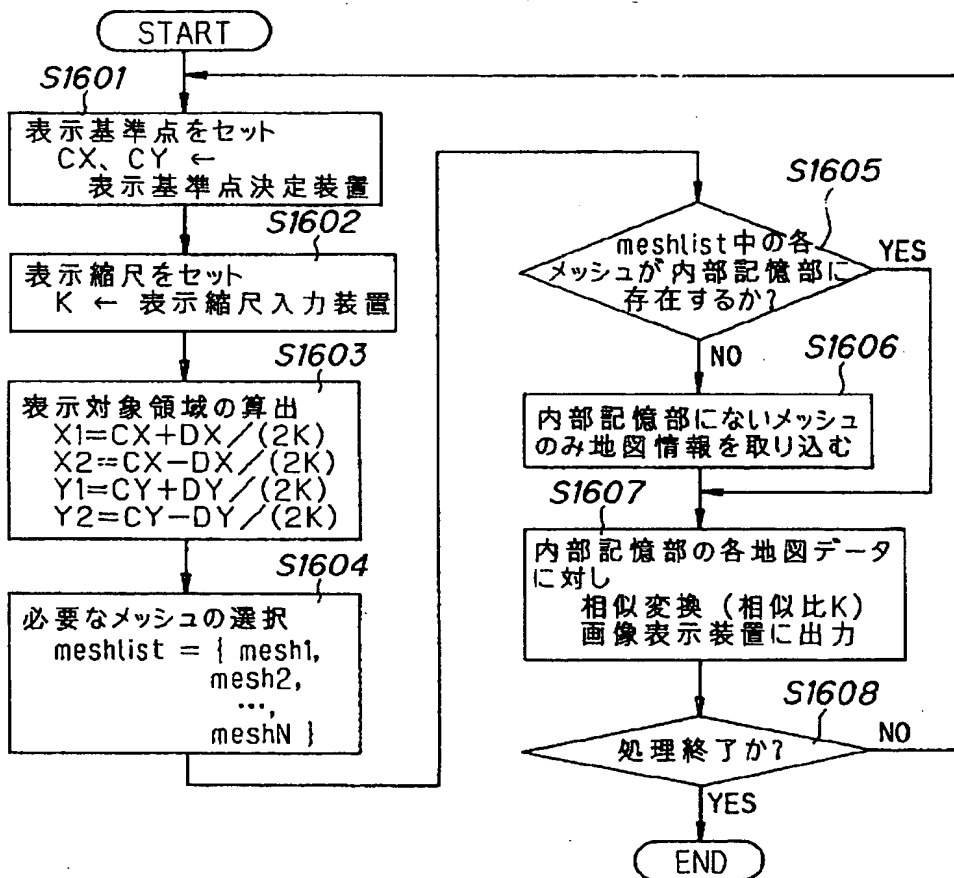 START
S1601
表示基準点をセット
CX、CY ←
表示基準点決定装置
S1602
表示縮尺をセット
K ← 表示縮尺入力装置
S1603
表示対象領域の算出
X1=CX+DX/(2K)
X2=CX-DX/(2K)
Y1=CY+DY/(2K)
Y2=CY-DY/(2K)
S1604
必要なメッシュの選択
meshlist = { mesh1,
mesh2,
…,
meshN }
S1605
meshlist中の各
メッシュが内部記憶部に
存在するか?
YES
NO
S1606
内部記憶部にないメッシュ
のみ地図情報を取り込む
S1607
内部記憶部の各地図データ
に対し
相似変換(相似比K)
画像表示装置に出力
S1608
処理終了か?
NO
YES
END